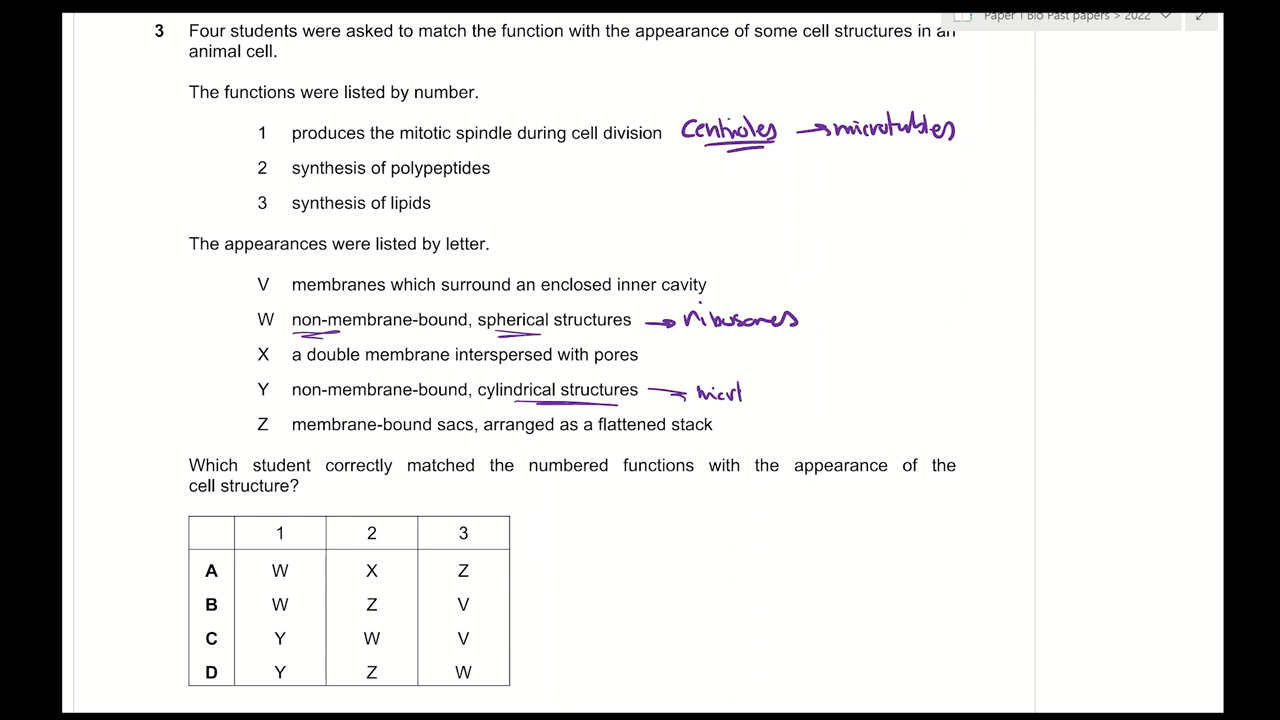 Paper 1 Bio Past papers > 2022
3 Four students were asked to match the function with the appearance of some cell structures in an
animal cell.
The functions were listed by number.
1 produces the mitotic spindle during cell division Centrioles → microtubles
2 synthesis of polypeptides
3 synthesis of lipids
The appearances were listed by letter.
V membranes which surround an enclosed inner cavity
W non-membrane-bound, spherical structures → ribosomes
X a double membrane interspersed with pores
Y non-membrane-bound, cylindrical structures →
Z membrane-bound sacs, arranged as a flattened stack
Which student correctly matched the numbered functions with the appearance of the
cell structure?
1 2 3
A W X Z
B W Z V
C Y W V
D Y Z W